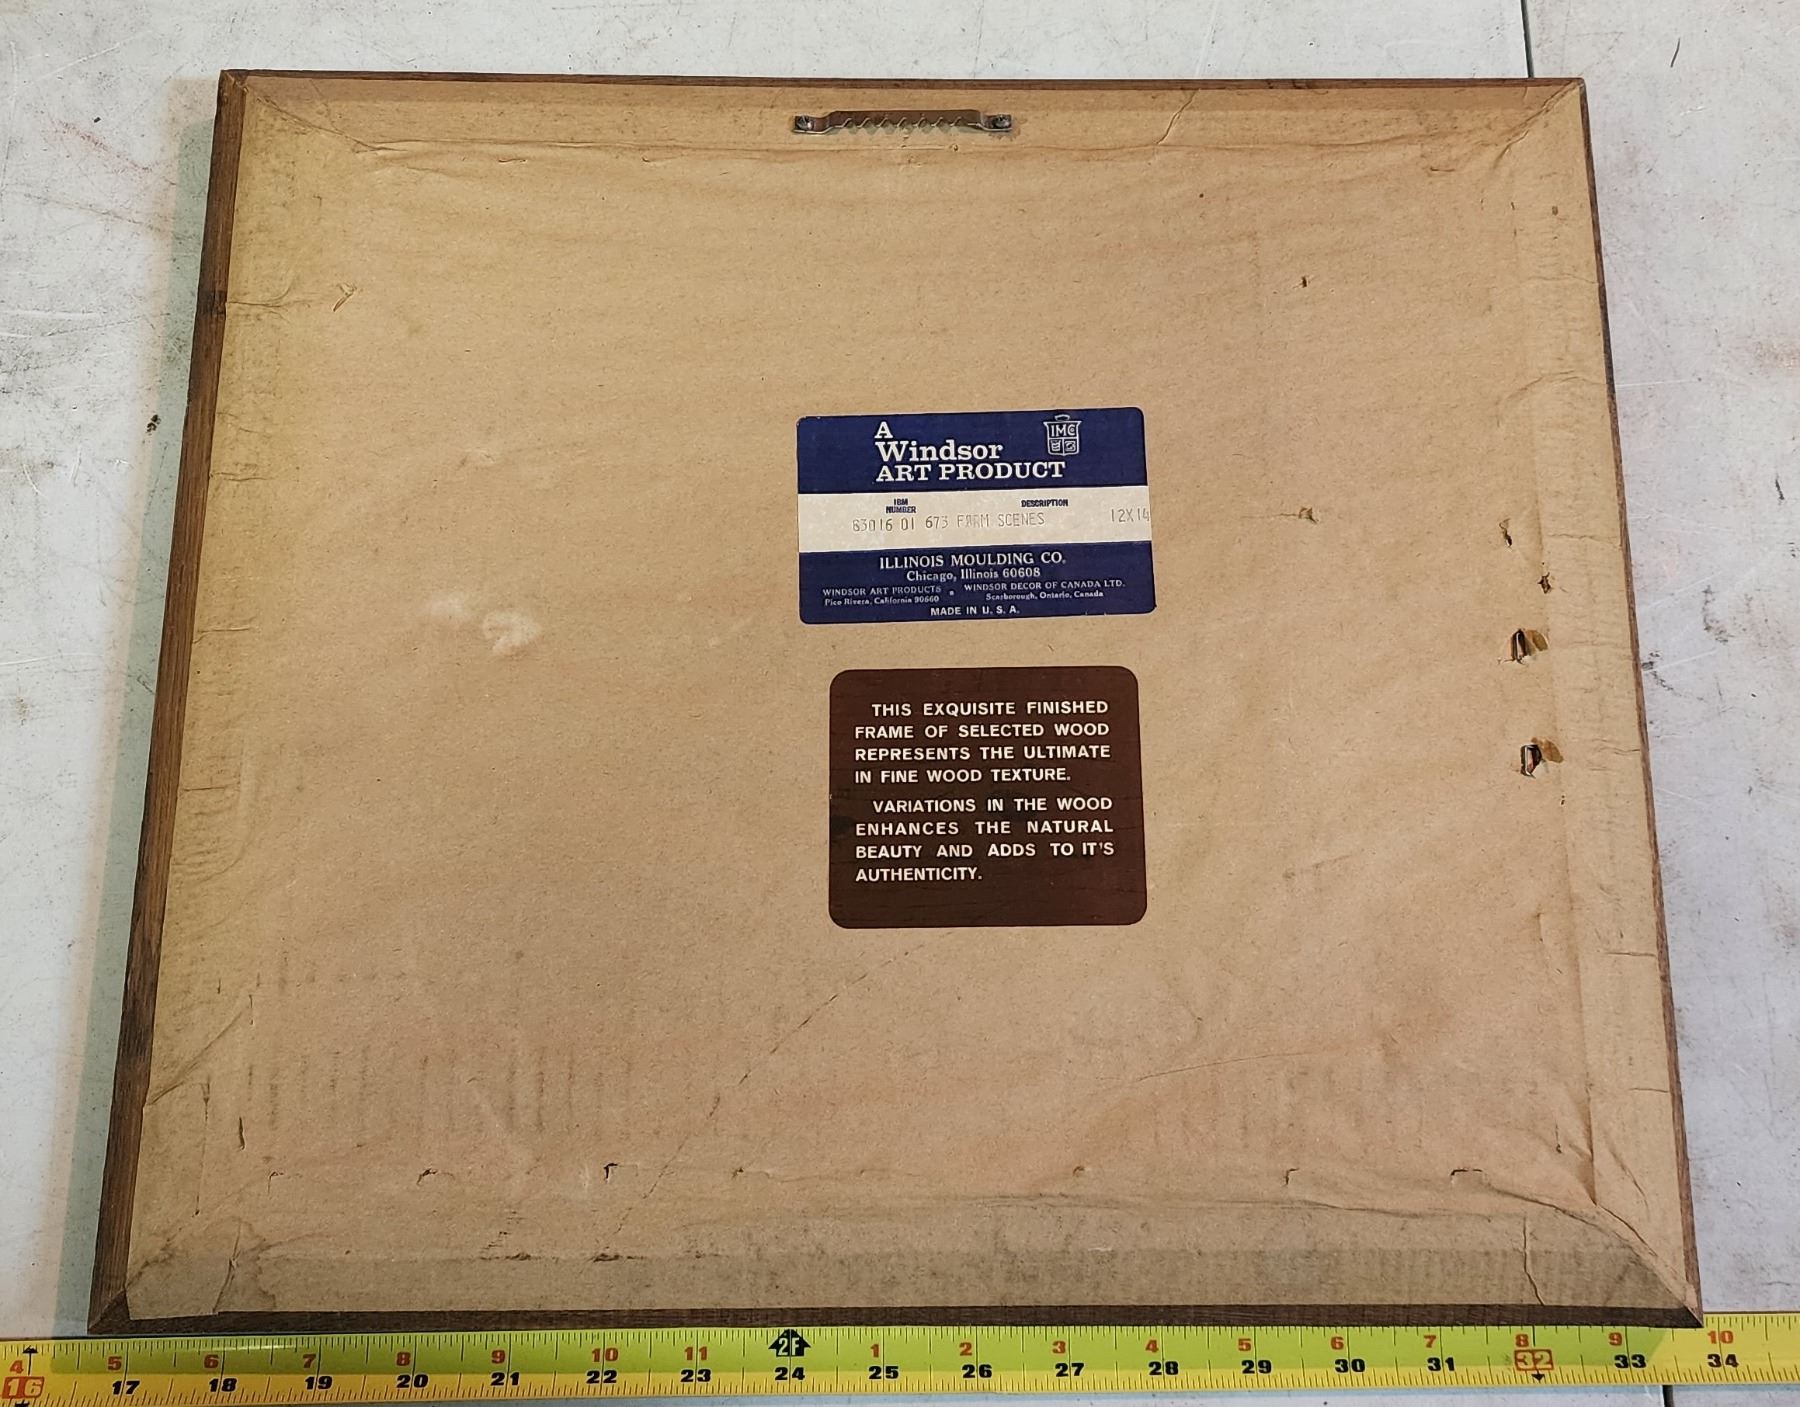 A
Windsor
ART PRODUCT
IMC
IBM
NUMBER
DESCRIPTION
83016 01 673 FARM SCENES 12X14
ILLINOIS MOULDING CO.
Chicago, Illinois 60608
WINDSOR ART PRODUCTS • WINDSOR DECOR OF CANADA LTD.
Pico Rivera, California 90660 Scarborough, Ontario, Canada
MADE IN U. S. A.
THIS EXQUISITE FINISHED
FRAME OF SELECTED WOOD
REPRESENTS THE ULTIMATE
IN FINE WOOD TEXTURE.
VARIATIONS IN THE WOOD
ENHANCES THE NATURAL
BEAUTY AND ADDS TO IT'S
AUTHENTICITY.
4 5 6 7 8 9 10 11 2F 1 2 3 4 5 6 7 8 9 10
16 17 18 19 20 21 22 23 24 25 26 27 28 29 30 31 32 33 34